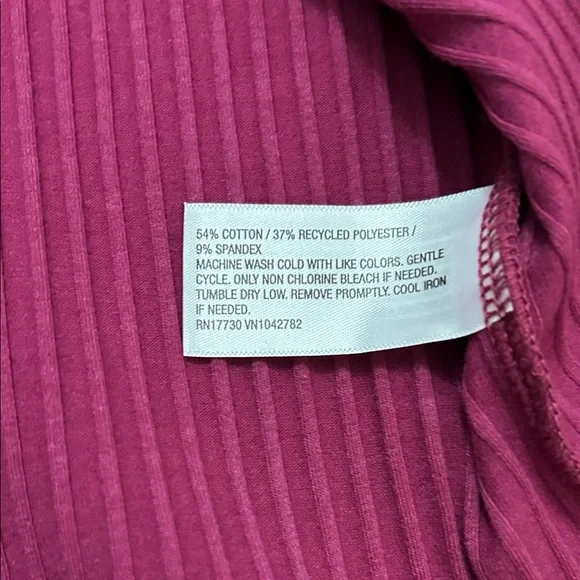 54% COTTON / 37% RECYCLED POLYESTER /
9% SPANDEX
MACHINE WASH COLD WITH LIKE COLORS. GENTLE
CYCLE. ONLY NON CHLORINE BLEACH IF NEEDED.
TUMBLE DRY LOW. REMOVE PROMPTLY. COOL IRON
IF NEEDED.
RN17730 VN1042782